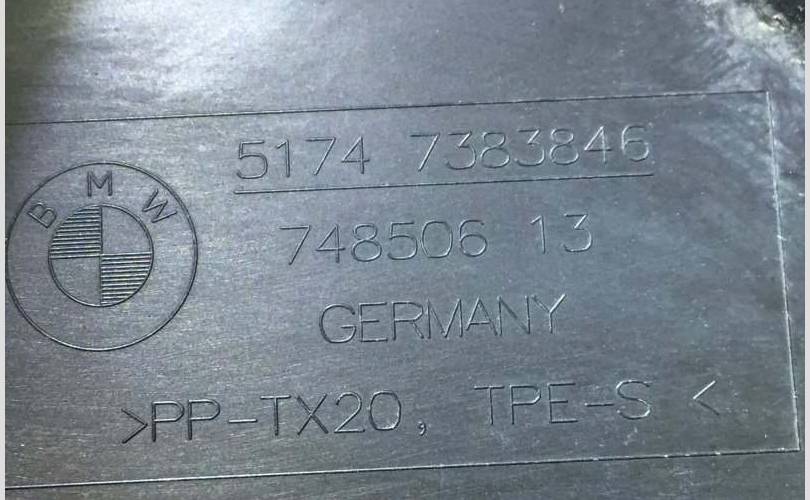 BMW
5174 7383846
748506 13
GERMANY
>PP-TX20, TPE-S <